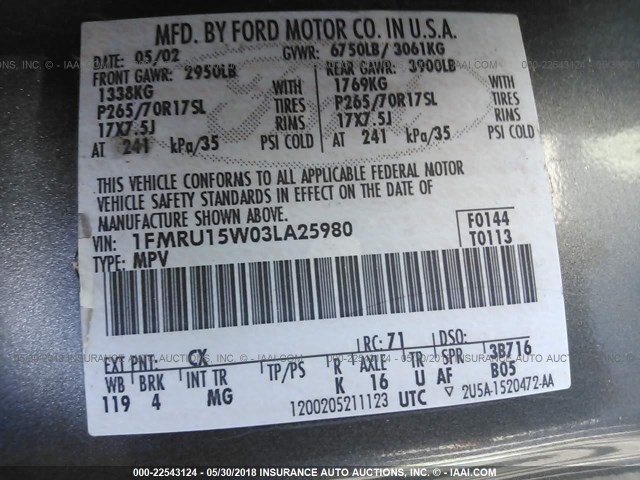 MFD. BY FORD MOTOR CO. IN U.S.A.
DATE: 05/02 GVWR: 6750LB/ 3061KG
FRONT GAWR: 2950LB REAR GAWR: 3900LB
1338KG WITH 1769KG WITH
P265/70R17SL TIRES P265/70R17SL TIRES
17X7.5J RIMS 17X7.5J RIMS
AT 241 kPa/35 PSI COLD AT 241 kPa/35 PSI COLD
THIS VEHICLE CONFORMS TO ALL APPLICABLE FEDERAL MOTOR
VEHICLE SAFETY STANDARDS IN EFFECT ON THE DATE OF
MANUFACTURE SHOWN ABOVE.
VIN: 1FMRU15W03LA25980 F0144
TYPE: MPV T0113
EXT PNT: CX RC: 71 DSO:
WB BRK INT TR TP/PS R AXLE TR SPR 3B716
119 4 MG K 16 U AF B05
1200205211123 UTC ▽ 2U5A-1520472-AA
000-22543124 - 05/30/2018 INSURANCE AUTO AUCTIONS INC. - © IAAI.COM